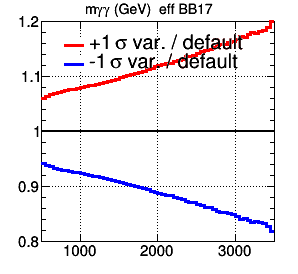 mγγ (GeV) eff BB17
1.2
+1 σ var. / default
-1 σ var. / default
1.1
1
0.9
0.8
1000 2000 3000